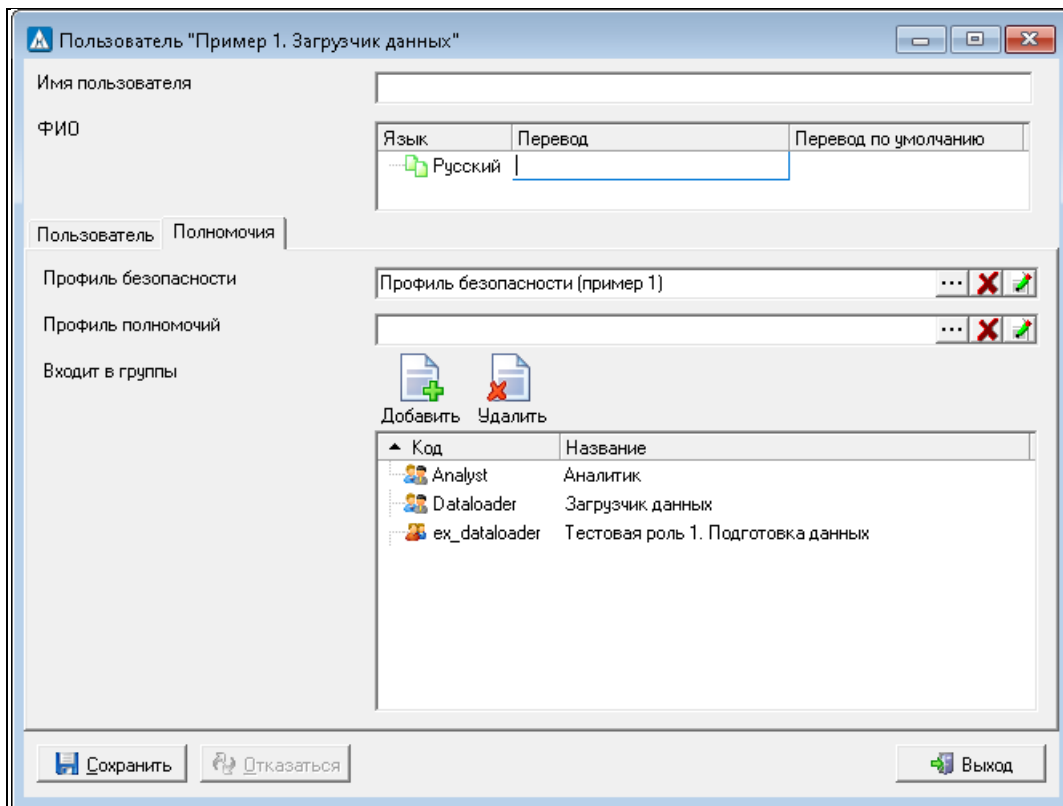 Пользователь "Пример 1. Загрузчик данных"
Имя пользователя
ФИО
Язык Перевод Перевод по умолчанию
Русский
Пользователь Полномочия
Профиль безопасности Профиль безопасности (пример 1) ...
Профиль полномочий ...
Входит в группы
Добавить Удалить
Код Название
Analyst Аналитик
Dataloader Загрузчик данных
ex_dataloader Тестовая роль 1. Подготовка данных
Сохранить Отказаться Выход